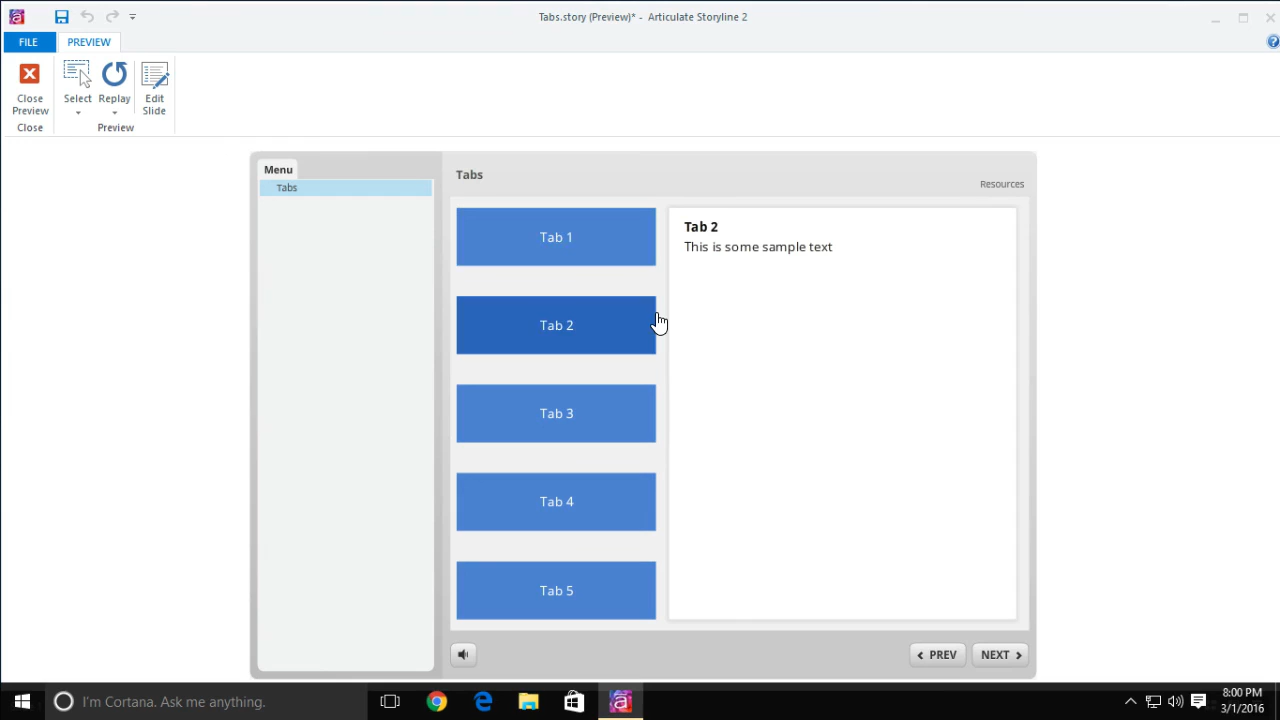 Tabs.story (Preview)* - Articulate Storyline 2
FILE
PREVIEW
Close Preview
Select
Replay
Edit Slide
Close
Preview
Menu
Tabs
Tabs
Resources
Tab 1
Tab 2
Tab 3
Tab 4
Tab 5
Tab 2
This is some sample text
PREV
NEXT
I'm Cortana. Ask me anything.
8:00 PM
3/1/2016